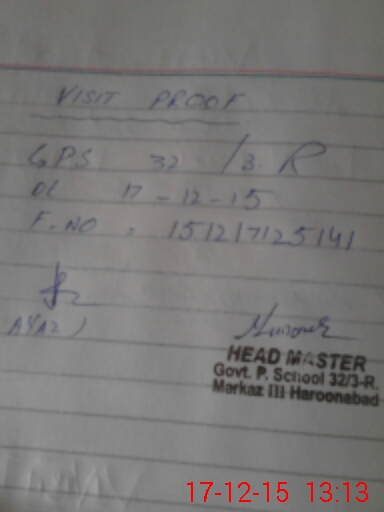 VISIT PROOF
GPS 32 /3-R
Dt 17-12-15
F.NO = 151217125141
AYAZ
HEAD MASTER
Govt. P. School 32/3-R.
Markaz III Haroonabad
17-12-15 13:13